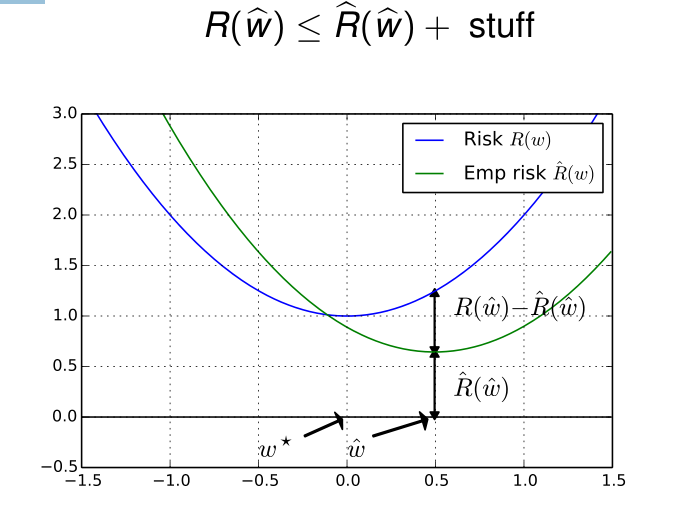 R(ŵ) ≤ R̂(ŵ) + stuff
3.0
Risk R(w)
Emp risk R̂(w)
2.5
2.0
1.5
R(ŵ)−R̂(ŵ)
1.0
0.5
R̂(ŵ)
0.0
w⋆ ŵ
−0.5
−1.5 −1.0 −0.5 0.0 0.5 1.0 1.5